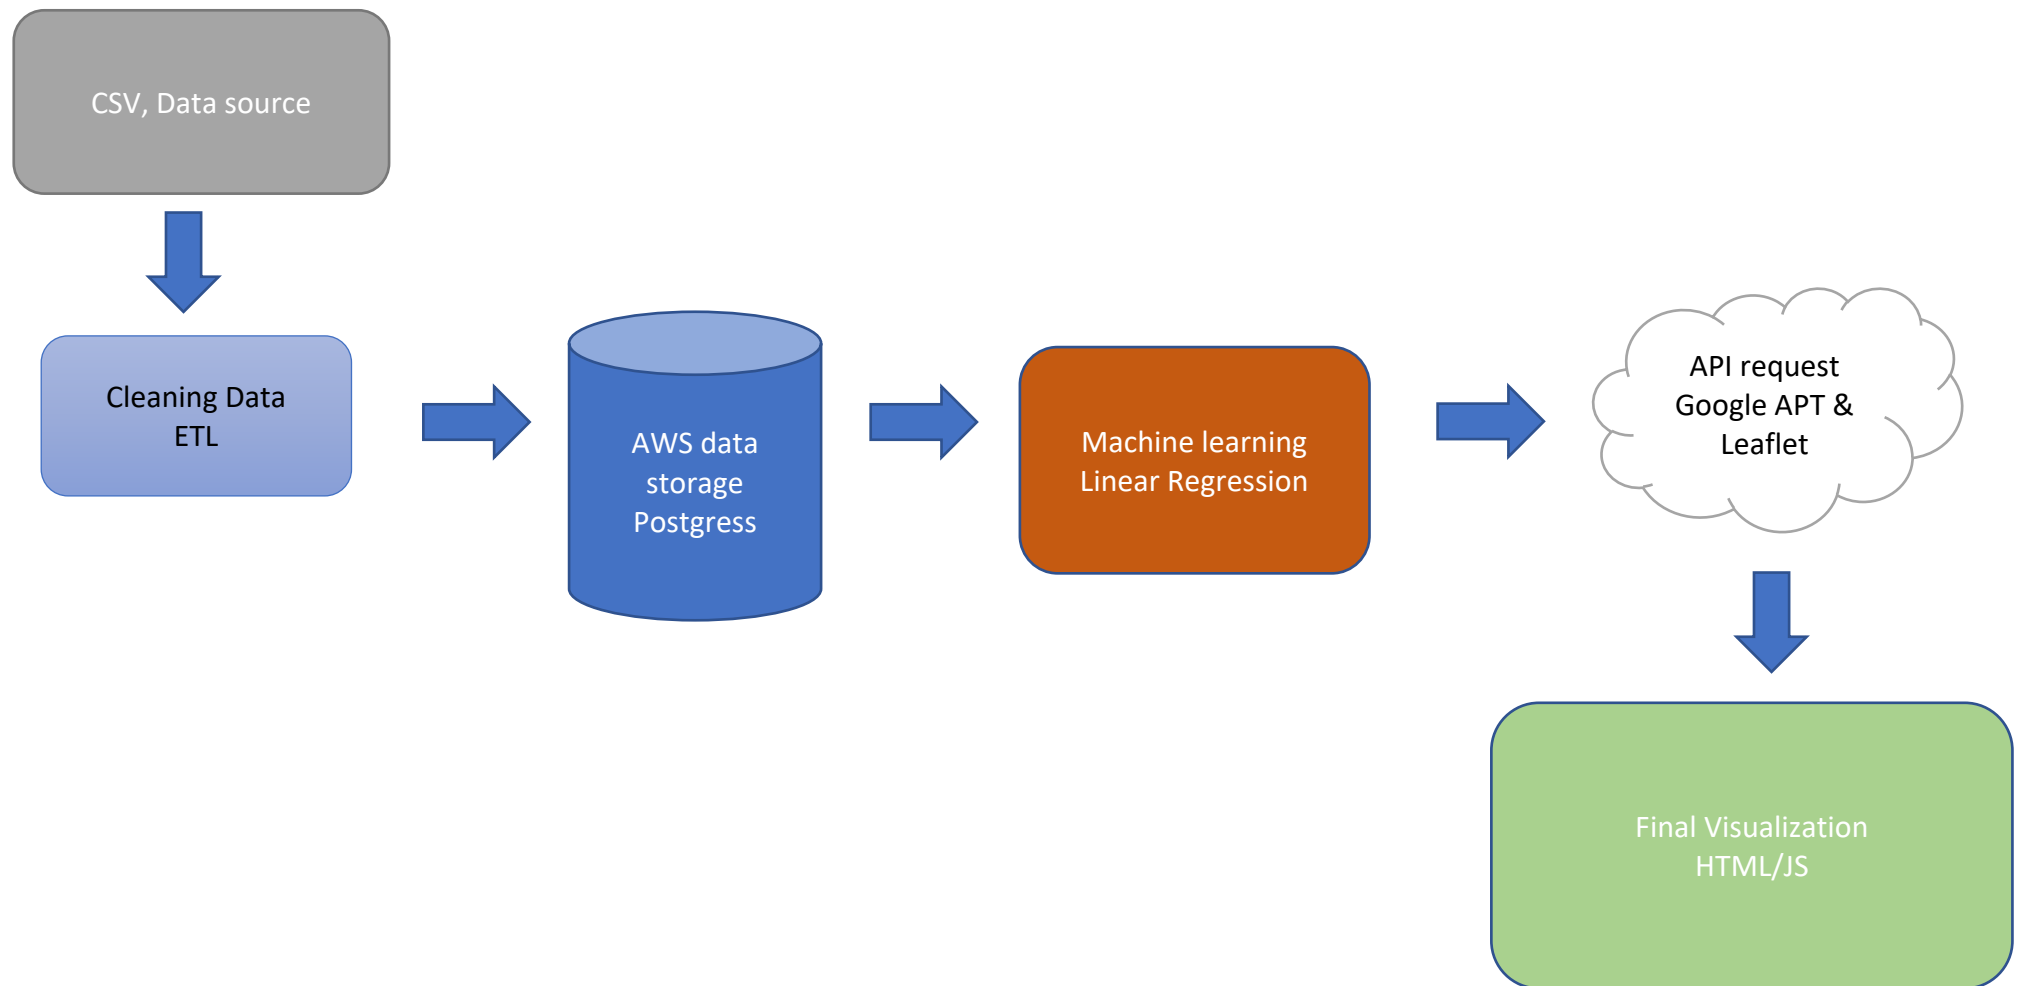 CSV, Data source
Cleaning Data
ETL
AWS data
storage
Postgress
Machine learning
Linear Regression
API request
Google APT &
Leaflet
Final Visualization
HTML/JS